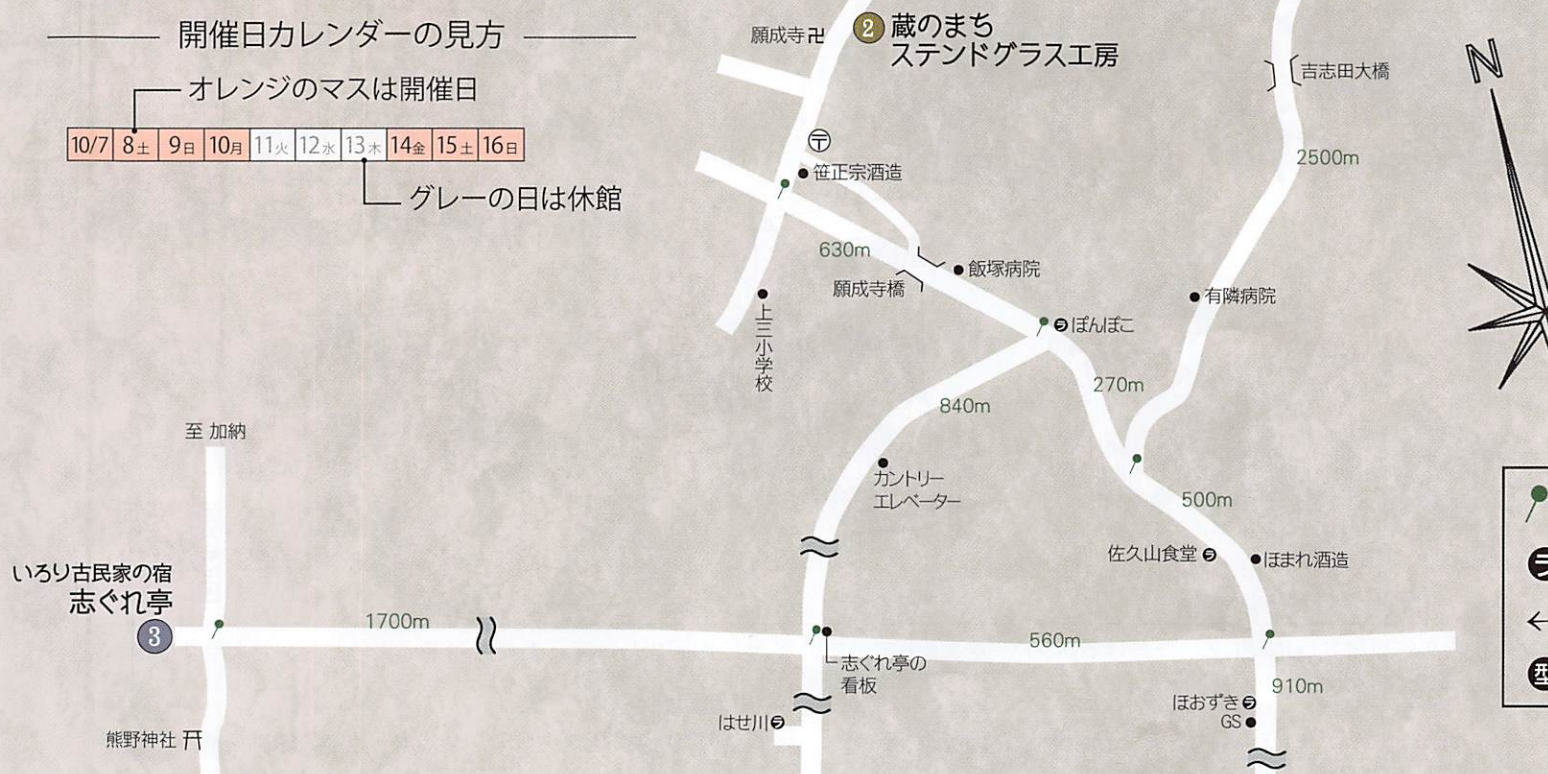 開催日カレンダーの見方
オレンジのマスは開催日
10/7 8土 9日 10月 11火 12水 13木 14金 15土 16日
グレーの日は休館
願成寺卍
② 蔵のまち
ステンドグラス工房
吉志田大橋
N
2500m
〒
笹正宗酒造
630m
飯塚病院
願成寺橋
有隣病院
上三小学校
ラ ぽんぽこ
270m
840m
カントリー
エレベーター
至 加納
500m
佐久山食堂 ラ
ほまれ酒造
いろり古民家の宿
志ぐれ亭
③
1700m
560m
志ぐれ亭の
看板
910m
ほおずき ラ
GS
はせ川 ラ
熊野神社
ラ
←
型